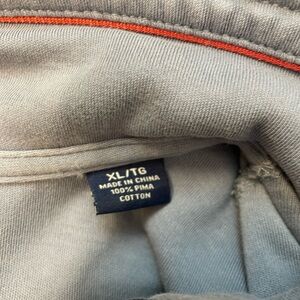 XL/TG
MADE IN CHINA
100% PIMA
COTTON